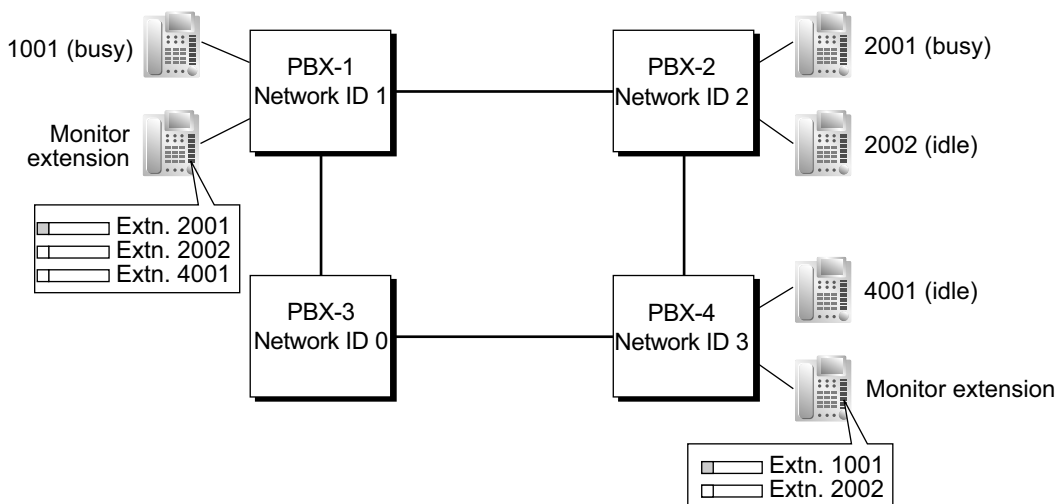 1001 (busy)
Monitor
extension
PBX-1
Network ID 1
PBX-2
Network ID 2
2001 (busy)
2002 (idle)
Extn. 2001
Extn. 2002
Extn. 4001
PBX-3
Network ID 0
PBX-4
Network ID 3
4001 (idle)
Monitor extension
Extn. 1001
Extn. 2002